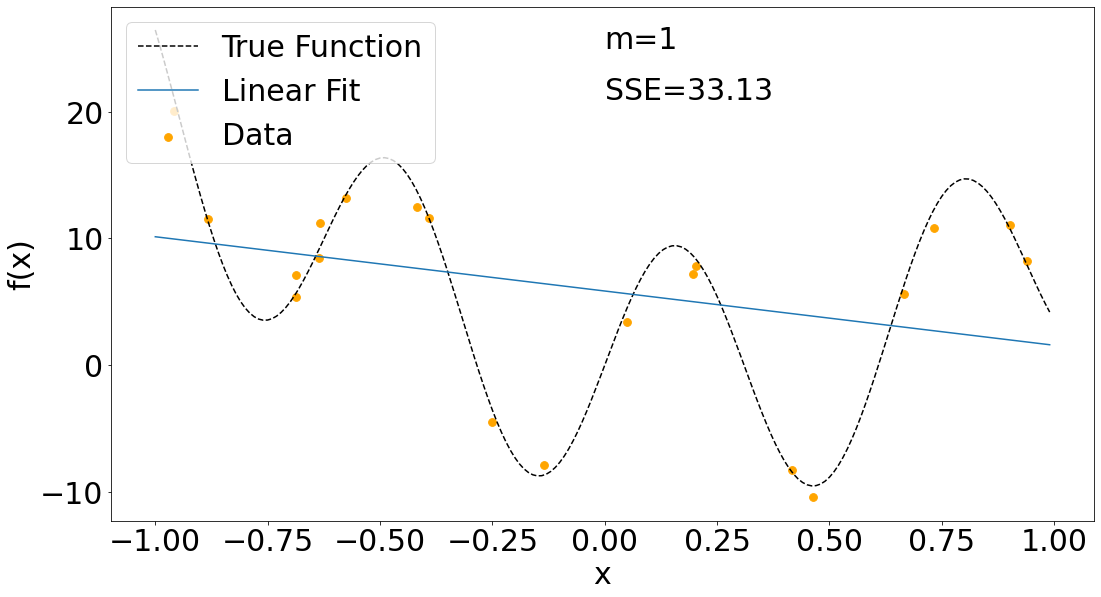 True Function
Linear Fit
Data
m=1
SSE=33.13
20
10
0
−10
f(x)
−1.00 −0.75 −0.50 −0.25 0.00 0.25 0.50 0.75 1.00
x